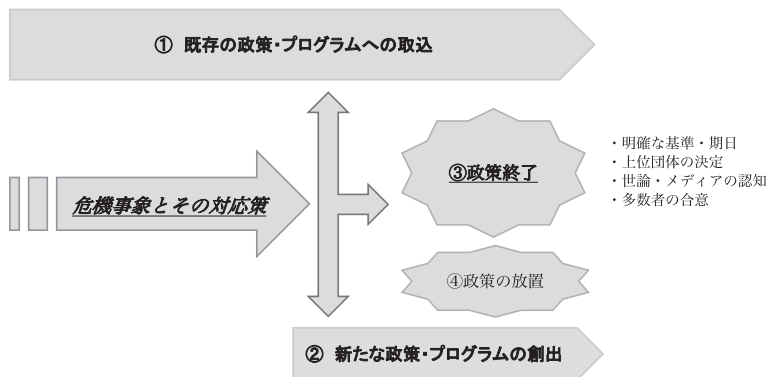 ① 既存の政策・プログラムへの取込
危機事象とその対応策
③政策終了
・明確な基準・期日
・上位団体の決定
・世論・メディアの認知
・多数者の合意
④政策の放置
② 新たな政策・プログラムの創出